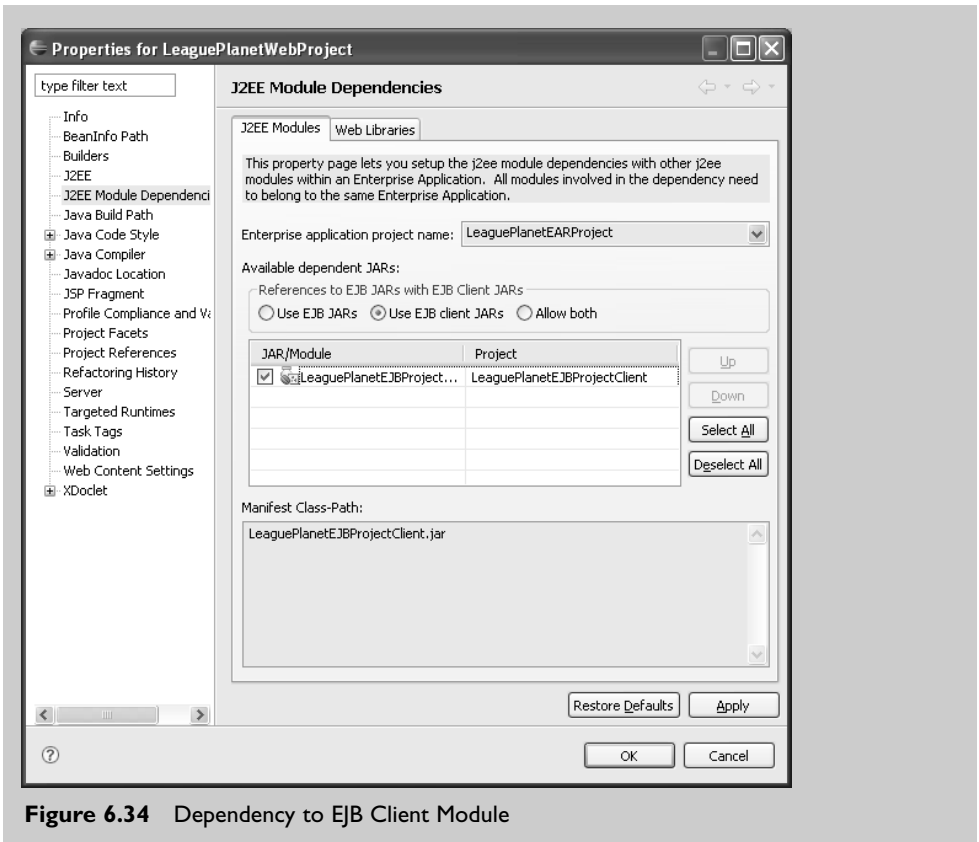 Properties for LeaguePlanetWebProject
type filter text
Info
BeanInfo Path
Builders
J2EE
J2EE Module Dependenci
Java Build Path
Java Code Style
Java Compiler
Javadoc Location
JSP Fragment
Profile Compliance and Va
Project Facets
Project References
Refactoring History
Server
Targeted Runtimes
Task Tags
Validation
Web Content Settings
XDoclet
J2EE Module Dependencies
J2EE Modules Web Libraries
This property page lets you setup the j2ee module dependencies with other j2ee
modules within an Enterprise Application. All modules involved in the dependency need
to belong to the same Enterprise Application.
Enterprise application project name: LeaguePlanetEARProject
Available dependent JARs:
References to EJB JARs with EJB Client JARs
Use EJB JARs Use EJB client JARs Allow both
JAR/Module Project
LeaguePlanetEJBProject... LeaguePlanetEJBProjectClient
Up
Down
Select All
Deselect All
Manifest Class-Path:
LeaguePlanetEJBProjectClient.jar
Restore Defaults Apply
? OK Cancel
Figure 6.34 Dependency to EJB Client Module